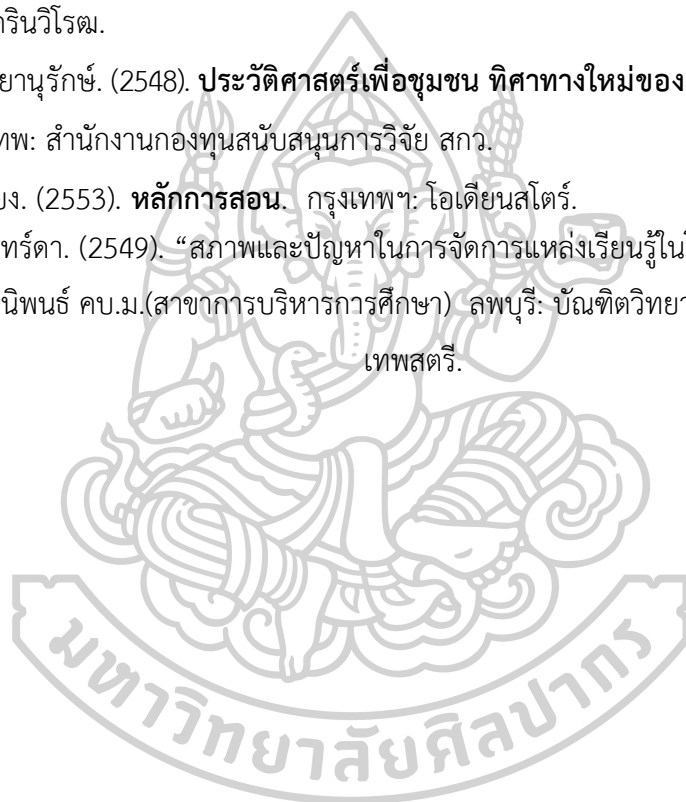 รินวิโรฒ.
ยานุรักษ์. (2548). ประวัติศาสตร์เพื่อชุมชน ทิศาทางใหม่ของ
ทพ: สำนักงานกองทุนสนับสนุนการวิจัย สกว.
ยง. (2553). หลักการสอน. กรุงเทพฯ: โอเดียนสโตร์.
ทร์ดา. (2549). “สภาพและปัญหาในการจัดการแหล่งเรียนรู้ใน
นิพนธ์ คบ.ม.(สาขาการบริหารการศึกษา) ลพบุรี: บัณฑิตวิทยา
เทพสตรี.
มหาวิทยาลัยศิลปากร